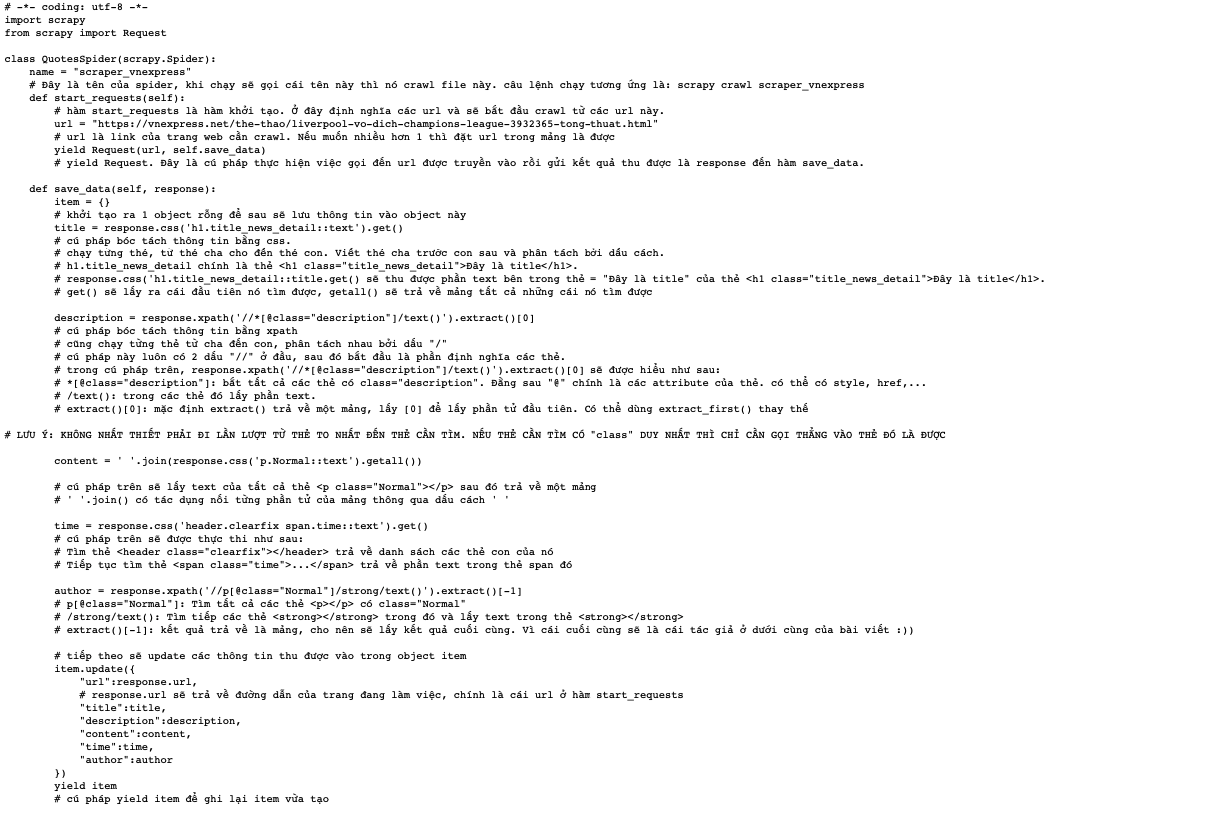 # -*- coding: utf-8 -*-
import scrapy
from scrapy import Request
class QuotesSpider(scrapy.Spider):
name = "scraper_vnexpress"
# Đây là tên của spider, khi chạy sẽ gọi cái tên này thì nó crawl file này. câu lệnh chạy tương ứng là: scrapy crawl scraper_vnexpress
def start_requests(self):
# hàm start_requests là hàm khởi tạo. Ở đây định nghĩa các url và sẽ bắt đầu crawl từ các url này.
url = "https://vnexpress.net/the-thao/liverpool-vo-dich-champions-league-3932365-tong-thuat.html"
# url là link của trang web cần crawl. Nếu muốn nhiều hơn 1 thì đặt url trong mảng là được
yield Request(url, self.save_data)
# yield Request. Đây là cú pháp thực hiện việc gọi đến url được truyền vào rồi gửi kết quả thu được là response đến hàm save_data.
def save_data(self, response):
item = {}
# khởi tạo ra 1 object rỗng để sau sẽ lưu thông tin vào object này
title = response.css('h1.title_news_detail::text').get()
# cú pháp bóc tách thông tin bằng css.
# chạy từng thẻ, từ thẻ cha cho đến thẻ con. Viết thẻ cha trước con sau và phân tách bởi dấu cách.
# h1.title_news_detail chính là thẻ <h1 class="title_news_detail">Đây là title</h1>.
# response.css('h1.title_news_detail::title.get() sẽ thu được phần text bên trong thẻ = "Đây là title" của thẻ <h1 class="title_news_detail">Đây là title</h1>.
# get() sẽ lấy ra cái đầu tiên nó tìm được, getall() sẽ trả về mảng tất cả những cái nó tìm được
description = response.xpath('//*[@class="description"]/text()').extract()[0]
# cú pháp bóc tách thông tin bằng xpath
# cũng chạy từng thẻ từ cha đến con, phân tách nhau bởi dấu "/"
# cú pháp này luôn có 2 dấu "//" ở đầu, sau đó bắt đầu là phần định nghĩa các thẻ.
# trong cú pháp trên, response.xpath('//*[@class="description"]/text()').extract()[0] sẽ được hiểu như sau:
# *[@class="description"]: bắt tất cả các thẻ có class="description". Đằng sau "@" chính là các attribute của thẻ. có thể có style, href,...
# /text(): trong các thẻ đó lấy phần text.
# extract()[0]: mặc định extract() trả về một mảng, lấy [0] để lấy phần tử đầu tiên. Có thể dùng extract_first() thay thế
# LƯU Ý: KHÔNG NHẤT THIẾT PHẢI ĐI LẦN LƯỢT TỪ THẺ TO NHẤT ĐẾN THẺ CẦN TÌM. NẾU THẺ CẦN TÌM CÓ "class" DUY NHẤT THÌ CHỈ CẦN GỌI THẲNG VÀO THẺ ĐÓ LÀ ĐƯỢC
content = ' '.join(response.css('p.Normal::text').getall())
# cú pháp trên sẽ lấy text của tất cả thẻ <p class="Normal"></p> sau đó trả về một mảng
# ' '.join() có tác dụng nối từng phần tử của mảng thông qua dấu cách ' '
time = response.css('header.clearfix span.time::text').get()
# cú pháp trên sẽ được thực thi như sau:
# Tìm thẻ <header class="clearfix"></header> trả về danh sách các thẻ con của nó
# Tiếp tục tìm thẻ <span class="time">...</span> trả về phần text trong thẻ span đó
author = response.xpath('//p[@class="Normal"]/strong/text()').extract()[-1]
# p[@class="Normal"]: Tìm tất cả các thẻ <p></p> có class="Normal"
# /strong/text(): Tìm tiếp các thẻ <strong></strong> trong đó và lấy text trong thẻ <strong></strong>
# extract()[-1]: kết quả trả về là mảng, cho nên sẽ lấy kết quả cuối cùng. Vì cái cuối cùng sẽ là cái tác giả ở dưới cùng của bài viết :))
# tiếp theo sẽ update các thông tin thu được vào trong object item
item.update({
"url":response.url,
# response.url sẽ trả về đường dẫn của trang đang làm việc, chính là cái url ở hàm start_requests
"title":title,
"description":description,
"content":content,
"time":time,
"author":author
})
yield item
# cú pháp yield item để ghi lại item vừa tạo